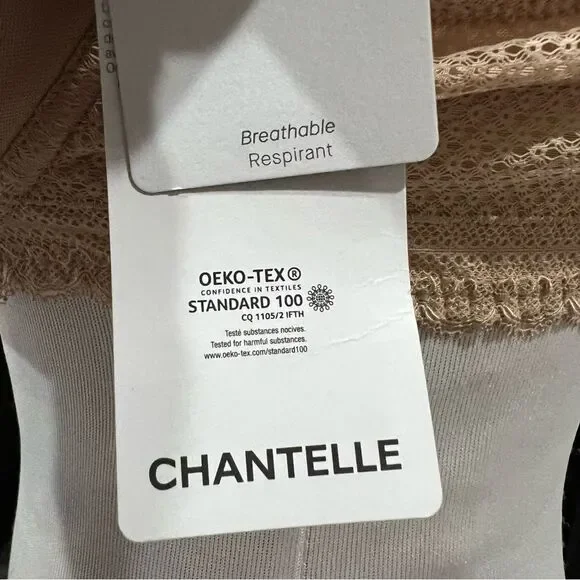 Breathable
Respirant
OEKO-TEX®
CONFIDENCE IN TEXTILES
STANDARD 100
CQ 1105/2 IFTH
Testé substances nocives.
Tested for harmful substances.
www.oeko-tex.com/standard100
CHANTELLE